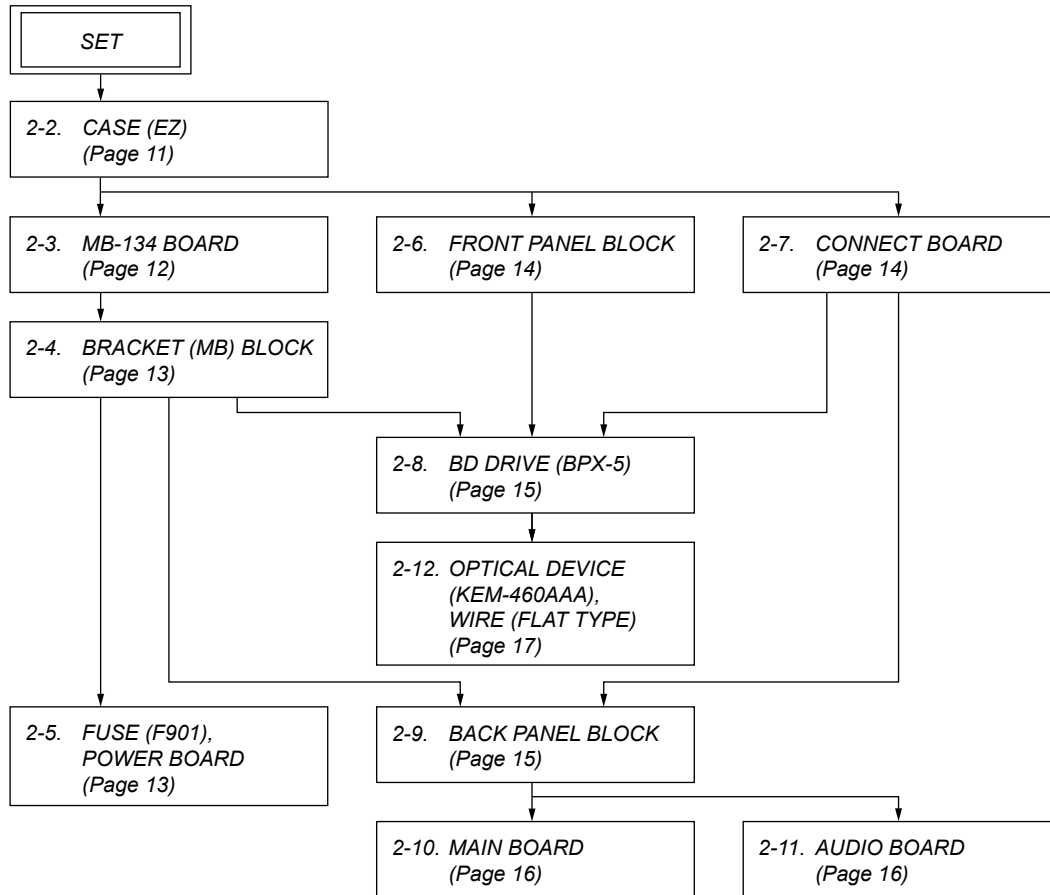 SET
2-2. CASE (EZ)
(Page 11)
2-3. MB-134 BOARD
(Page 12)
2-6. FRONT PANEL BLOCK
(Page 14)
2-7. CONNECT BOARD
(Page 14)
2-4. BRACKET (MB) BLOCK
(Page 13)
2-8. BD DRIVE (BPX-5)
(Page 15)
2-12. OPTICAL DEVICE
(KEM-460AAA),
WIRE (FLAT TYPE)
(Page 17)
2-5. FUSE (F901),
POWER BOARD
(Page 13)
2-9. BACK PANEL BLOCK
(Page 15)
2-10. MAIN BOARD
(Page 16)
2-11. AUDIO BOARD
(Page 16)